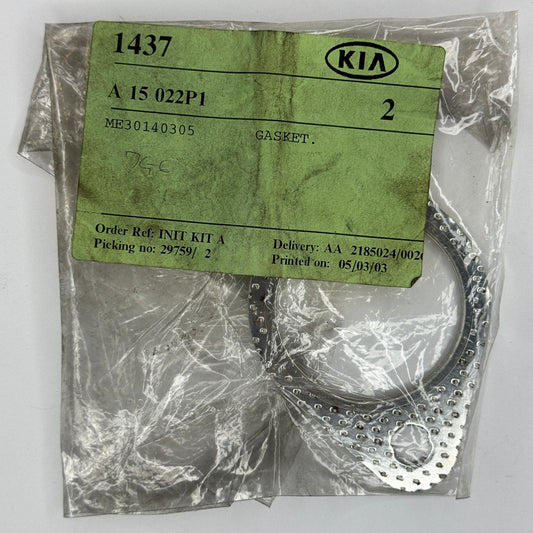 1437
KIA
A 15 022P1
2
ME30140305 GASKET.
Order Ref: INIT KIT A
Picking no: 29759/ 2
Delivery: AA 2185024/002
Printed on: 05/03/03